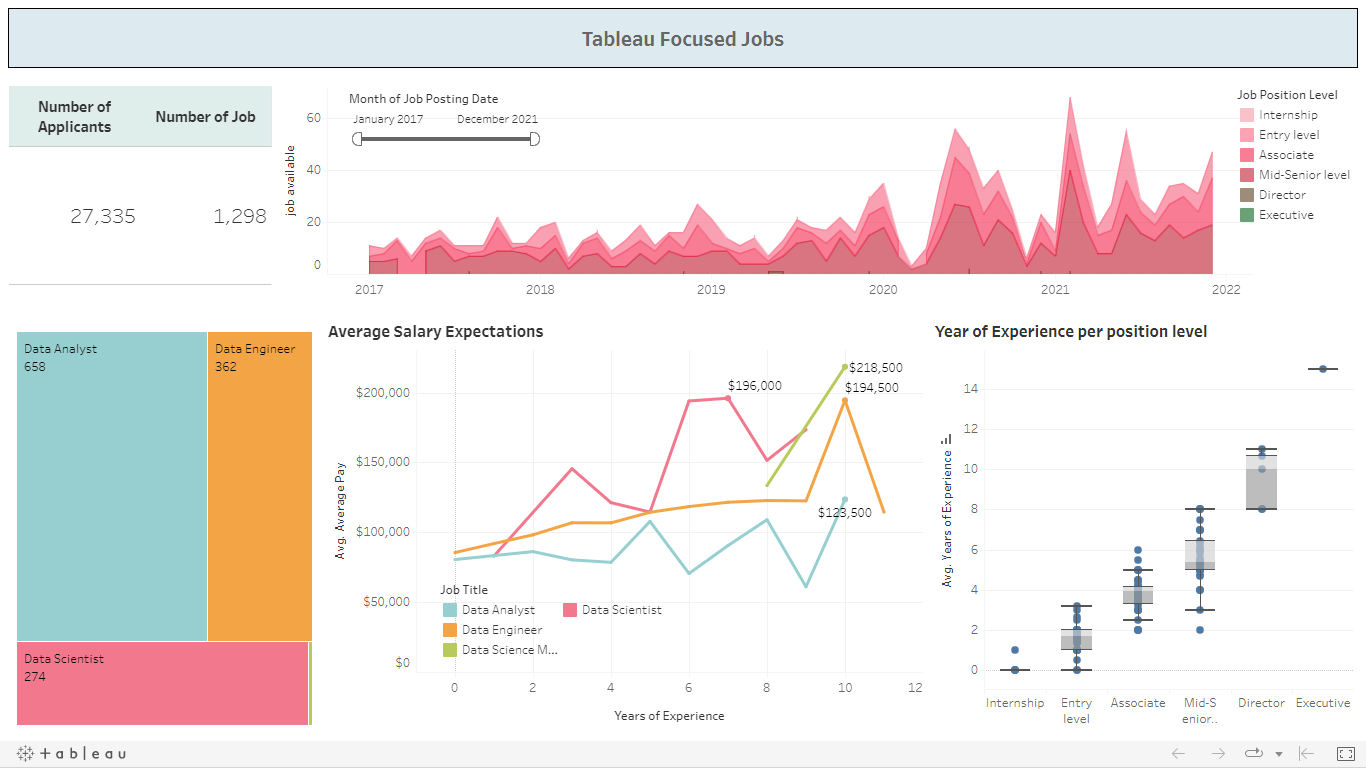 Tableau Focused Jobs
Number of
Applicants
Number of Job
27,335
1,298
Month of Job Posting Date
January 2017
December 2021
job available
60
40
20
0
2017
2018
2019
2020
2021
2022
Job Position Level
Internship
Entry level
Associate
Mid-Senior level
Director
Executive
Data Analyst
658
Data Engineer
362
Data Scientist
274
Average Salary Expectations
Avg. Average Pay
$200,000
$150,000
$100,000
$50,000
$0
$196,000
$218,500
$194,500
$123,500
Job Title
Data Analyst
Data Scientist
Data Engineer
Data Science M...
0
2
4
6
8
10
12
Years of Experience
Year of Experience per position level
Avg. Years of Experience
14
12
10
8
6
4
2
0
Internship
Entry
level
Associate
Mid-S
enior..
Director
Executive
+ a b | e a u